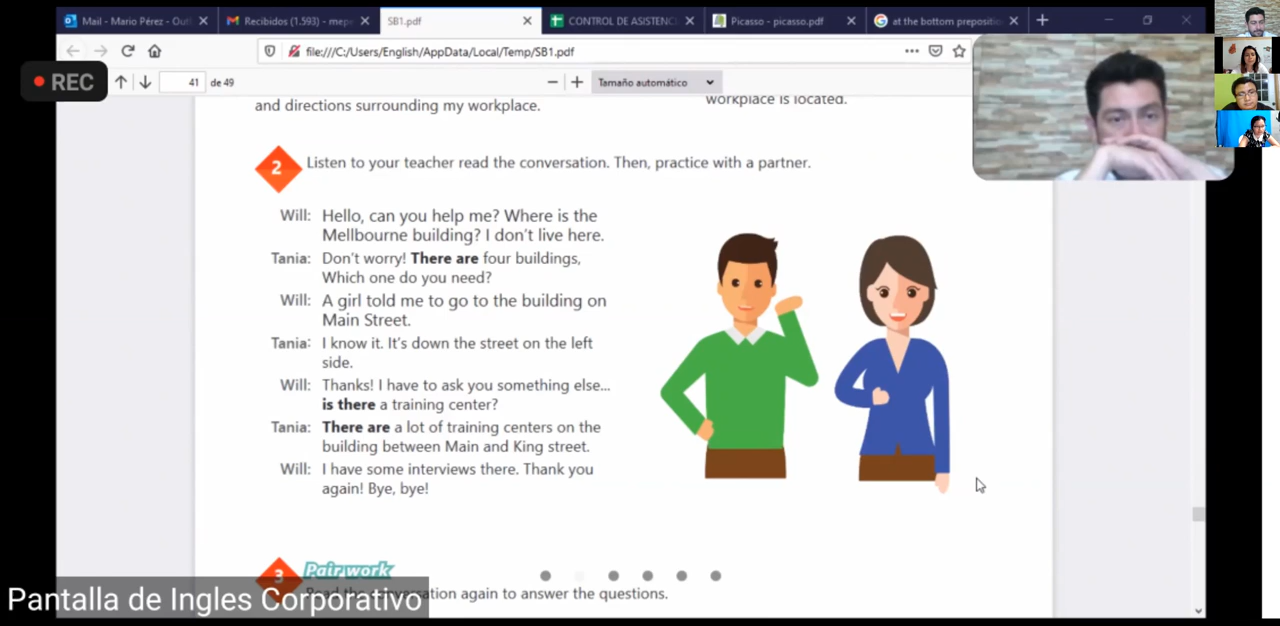 Mail - Mario Pérez - Out
Recibidos (1.593) - mepe
SB1.pdf
CONTROL DE ASISTENC
Picasso - picasso.pdf
at the bottom prepositi
file:///C:/Users/English/AppData/Local/Temp/SB1.pdf
REC
41 de 49
Tamaño automático
and directions surrounding my workplace.
workplace is located.
2 Listen to your teacher read the conversation. Then, practice with a partner.
Will: Hello, can you help me? Where is the
Mellbourne building? I don't live here.
Tania: Don't worry! There are four buildings,
Which one do you need?
Will: A girl told me to go to the building on
Main Street.
Tania: I know it. It's down the street on the left
side.
Will: Thanks! I have to ask you something else...
is there a training center?
Tania: There are a lot of training centers on the
building between Main and King street.
Will: I have some interviews there. Thank you
again! Bye, bye!
3 Pair work
Read the conversation again to answer the questions.
Pantalla de Ingles Corporativo